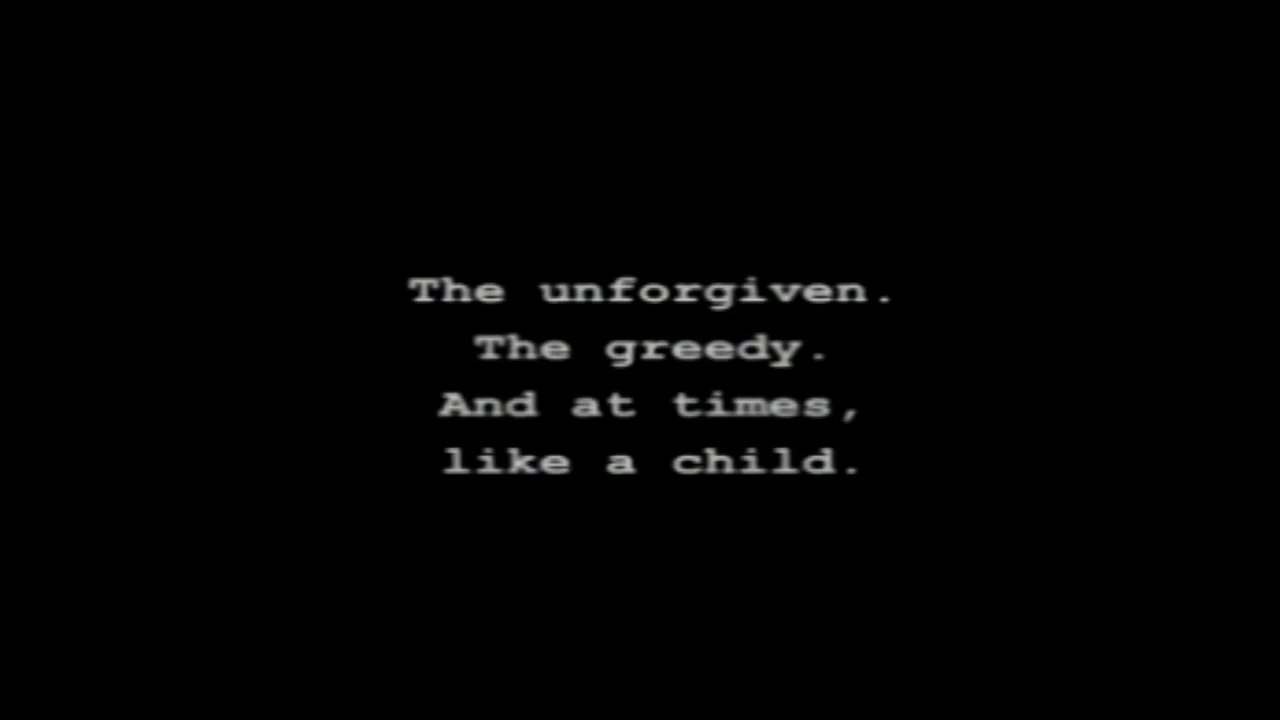 The unforgiven.
The greedy.
And at times,
like a child.